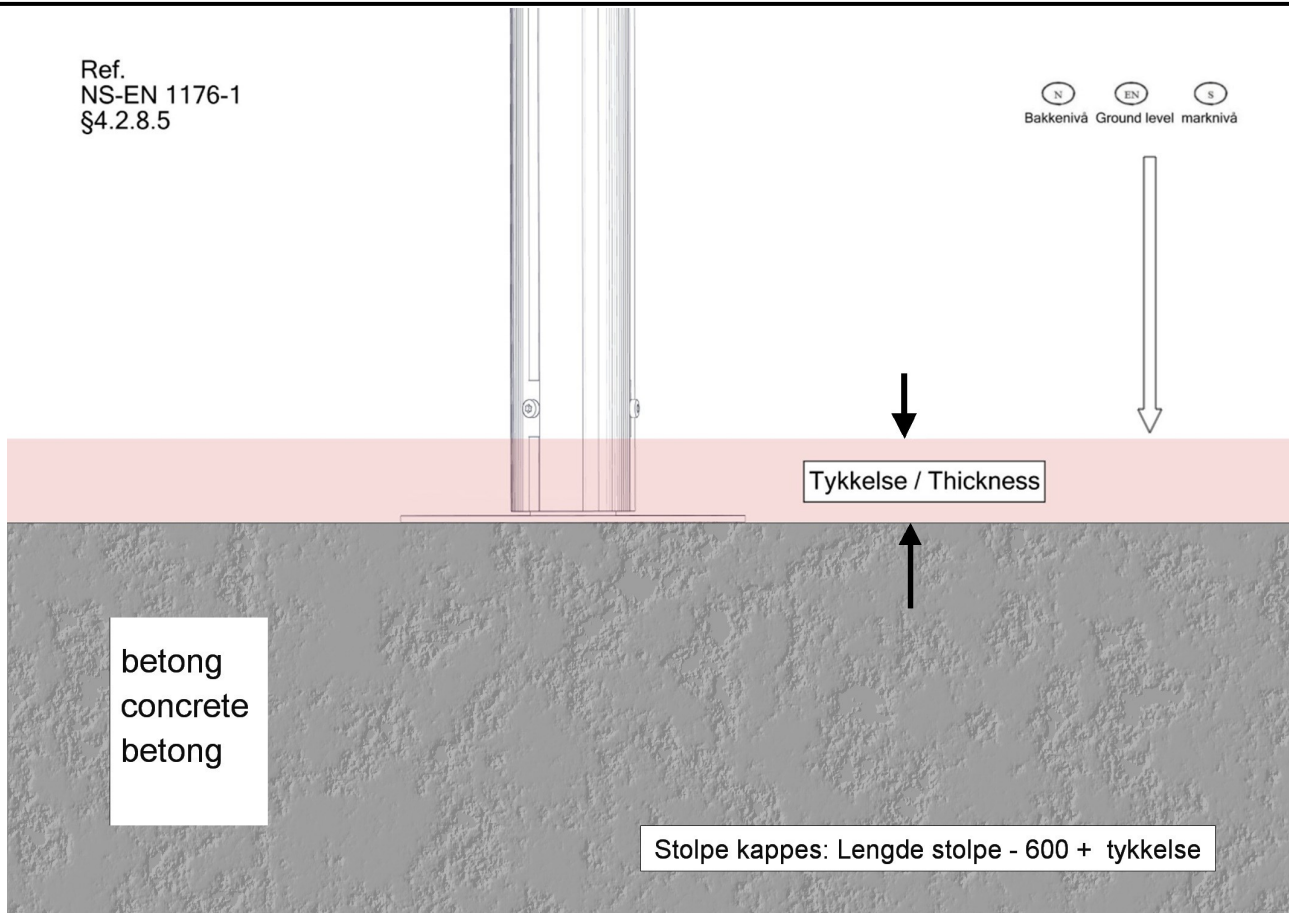 Ref.
NS-EN 1176-1
§4.2.8.5
N EN S
Bakkenivå Ground level marknivå
Tykkelse / Thickness
betong
concrete
betong
Stolpe kappes: Lengde stolpe - 600 + tykkelse